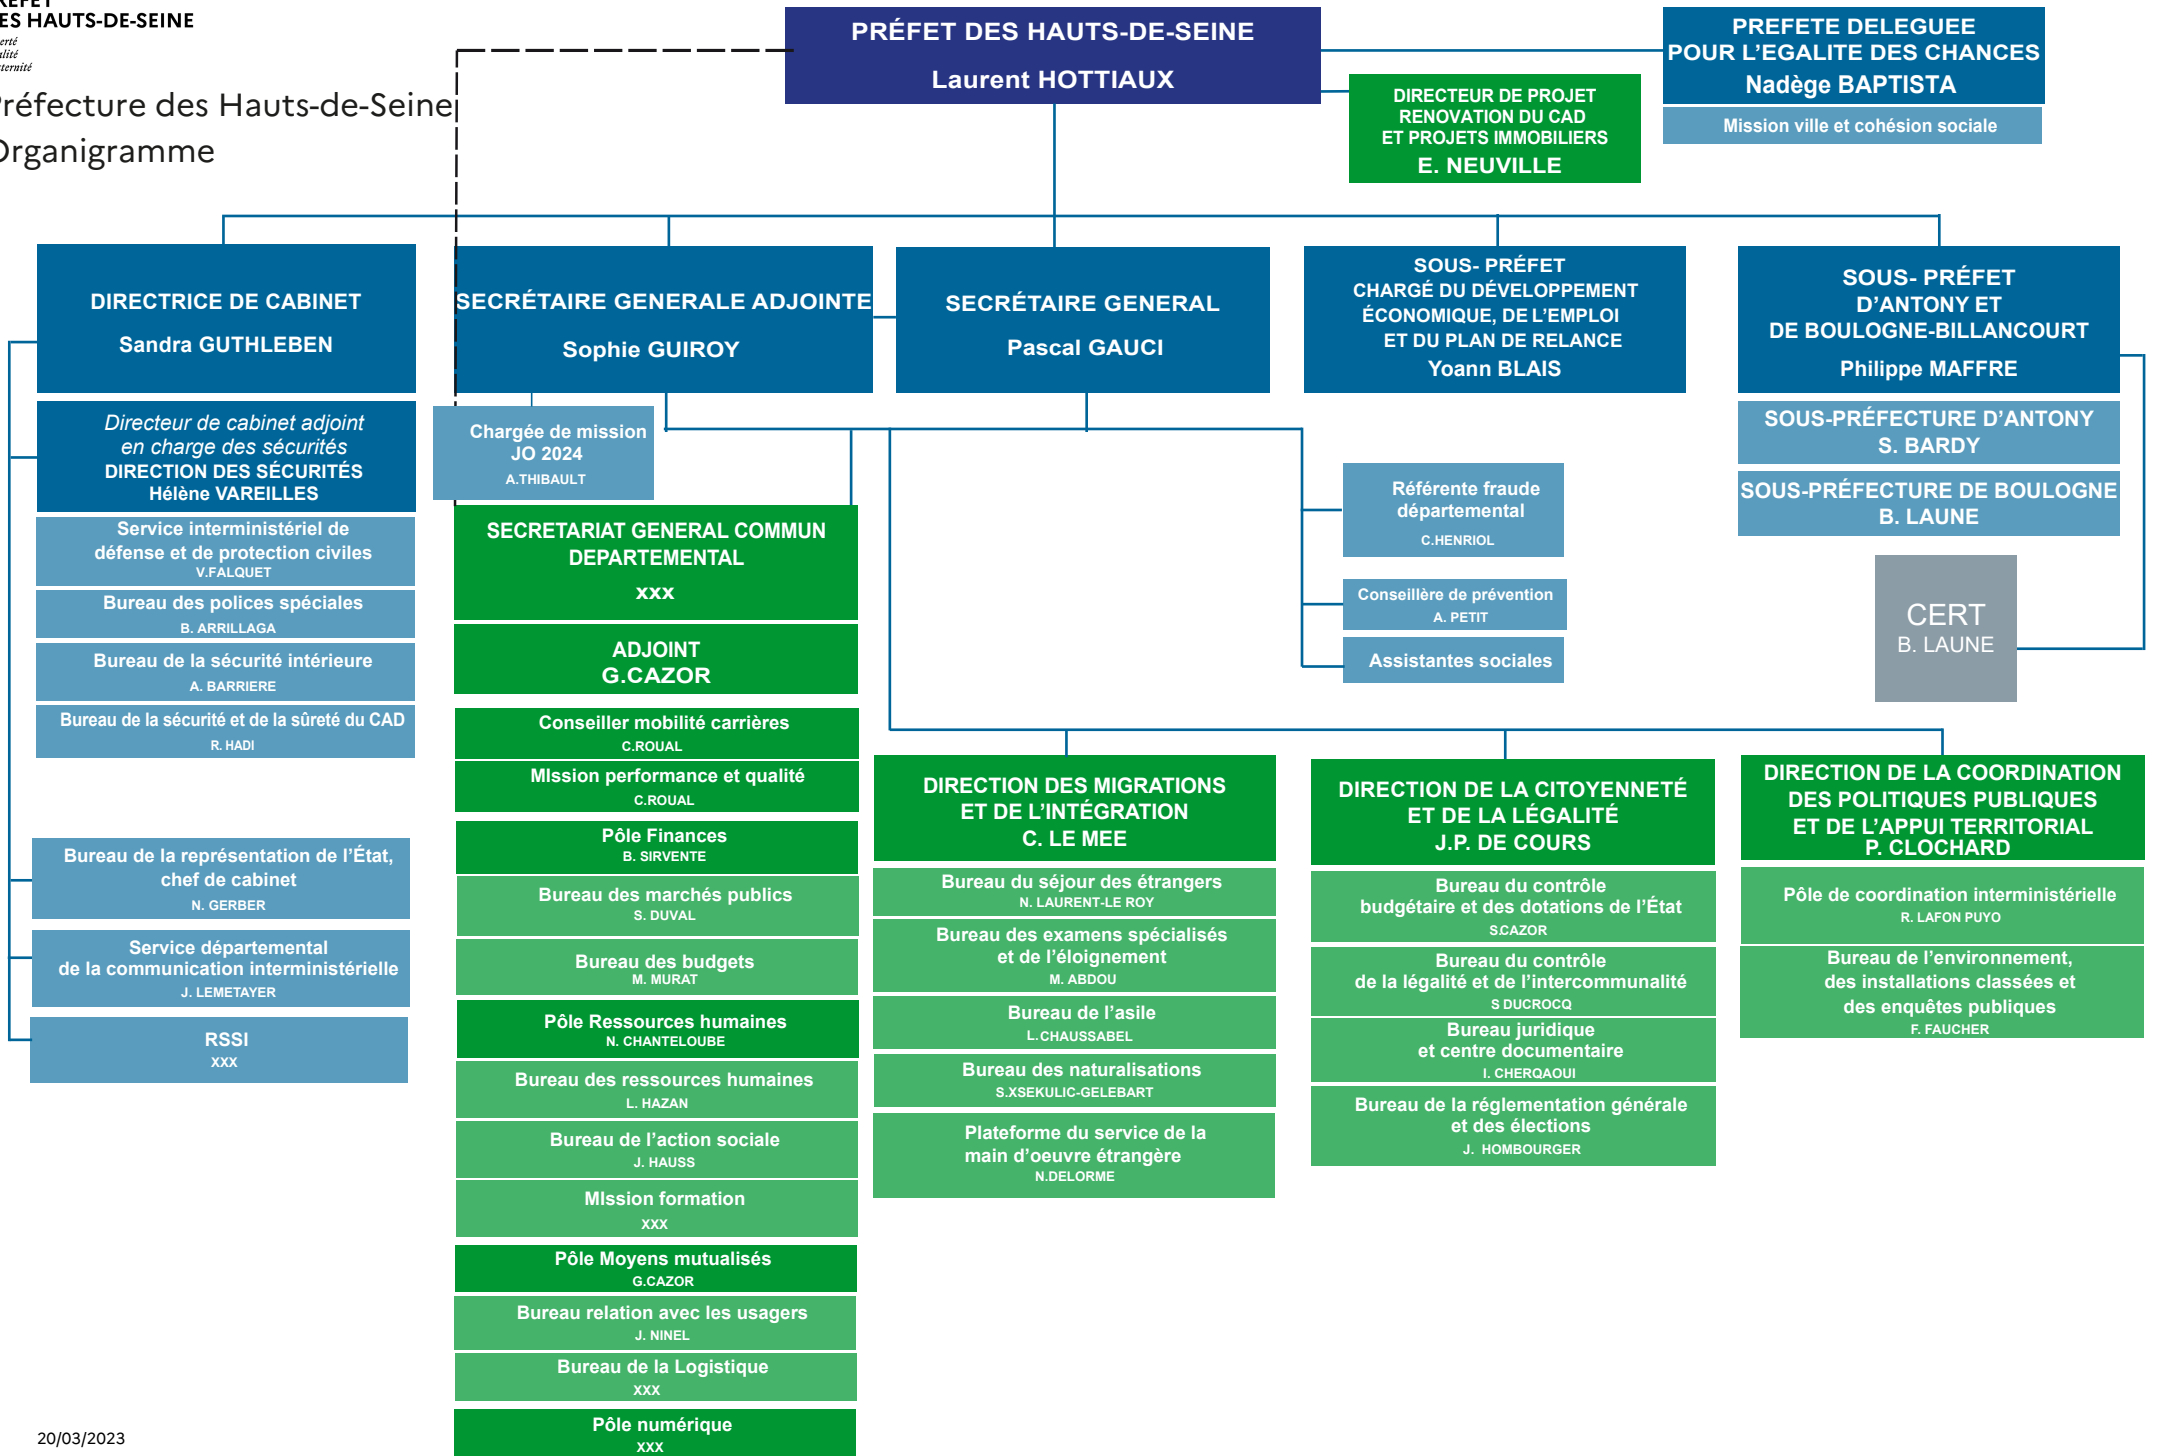 DES HAUTS-DE-SEINE
Préfecture des Hauts-de-Seine
Organigramme
PRÉFET DES HAUTS-DE-SEINE
Laurent HOTTIAUX
PREFETE DELEGUEE
POUR L'EGALITE DES CHANCES
Nadège BAPTISTA
Mission ville et cohésion sociale
DIRECTEUR DE PROJET
RENOVATION DU CAD
ET PROJETS IMMOBILIERS
E. NEUVILLE
DIRECTRICE DE CABINET
Sandra GUTHLEBEN
SECRÉTAIRE GENERALE ADJOINTE
Sophie GUIROY
SECRÉTAIRE GENERAL
Pascal GAUCI
SOUS- PRÉFET
CHARGÉ DU DÉVELOPPEMENT
ÉCONOMIQUE, DE L'EMPLOI
ET DU PLAN DE RELANCE
Yoann BLAIS
SOUS- PRÉFET
D'ANTONY ET
DE BOULOGNE-BILLANCOURT
Philippe MAFFRE
Directeur de cabinet adjoint
en charge des sécurités
DIRECTION DES SÉCURITÉS
Hélène VAREILLES
Service interministériel de
défense et de protection civiles
V.FALQUET
Bureau des polices spéciales
B. ARRILLAGA
Bureau de la sécurité intérieure
A. BARRIERE
Bureau de la sécurité et de la sûreté du CAD
R. HADI
Bureau de la représentation de l'État,
chef de cabinet
N. GERBER
Service départemental
de la communication interministérielle
J. LEMETAYER
RSSI
XXX
Chargée de mission
JO 2024
A.THIBAULT
SECRETARIAT GENERAL COMMUN
DEPARTEMENTAL
xxx
ADJOINT
G.CAZOR
Conseiller mobilité carrières
C.ROUAL
MIssion performance et qualité
C.ROUAL
Pôle Finances
B. SIRVENTE
Bureau des marchés publics
S. DUVAL
Bureau des budgets
M. MURAT
Pôle Ressources humaines
N. CHANTELOUBE
Bureau des ressources humaines
L. HAZAN
Bureau de l'action sociale
J. HAUSS
MIssion formation
XXX
Pôle Moyens mutualisés
G.CAZOR
Bureau relation avec les usagers
J. NINEL
Bureau de la Logistique
XXX
Pôle numérique
XXX
Référente fraude
départemental
C.HENRIOL
Conseillère de prévention
A. PETIT
Assistantes sociales
SOUS-PRÉFECTURE D'ANTONY
S. BARDY
SOUS-PRÉFECTURE DE BOULOGNE
B. LAUNE
CERT
B. LAUNE
DIRECTION DES MIGRATIONS
ET DE L'INTÉGRATION
C. LE MEE
Bureau du séjour des étrangers
N. LAURENT-LE ROY
Bureau des examens spécialisés
et de l'éloignement
M. ABDOU
Bureau de l'asile
L.CHAUSSABEL
Bureau des naturalisations
S.XSEKULIC-GELEBART
Plateforme du service de la
main d'oeuvre étrangère
N.DELORME
DIRECTION DE LA CITOYENNETÉ
ET DE LA LÉGALITÉ
J.P. DE COURS
Bureau du contrôle
budgétaire et des dotations de l'État
S.CAZOR
Bureau du contrôle
de la légalité et de l'intercommunalité
S DUCROCQ
Bureau juridique
et centre documentaire
I. CHERQAOUI
Bureau de la réglementation générale
et des élections
J. HOMBOURGER
DIRECTION DE LA COORDINATION
DES POLITIQUES PUBLIQUES
ET DE L'APPUI TERRITORIAL
P. CLOCHARD
Pôle de coordination interministérielle
R. LAFON PUYO
Bureau de l'environnement,
des installations classées et
des enquêtes publiques
F. FAUCHER
20/03/2023